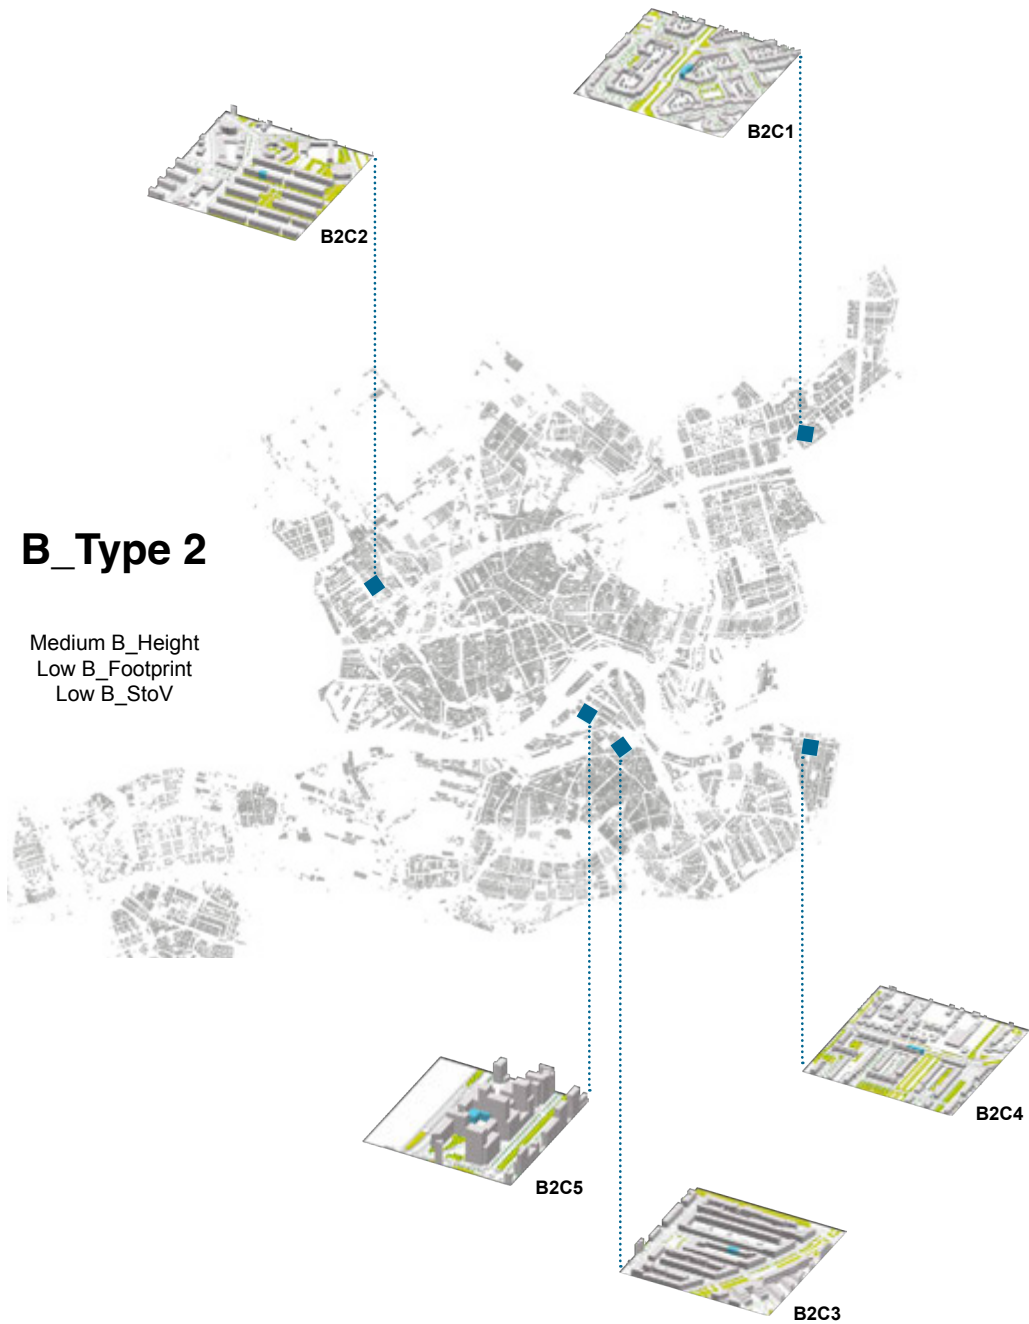 B2C1
B2C2
B_Type 2
Medium B_Height
Low B_Footprint
Low B_StoV
B2C4
B2C5
B2C3